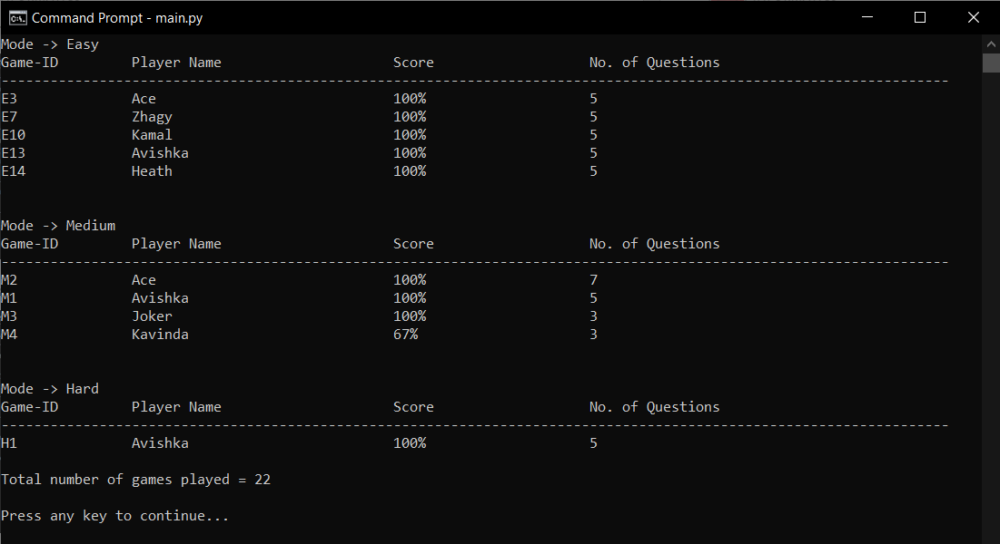 Command Prompt - main.py
Mode -> Easy
Game-ID Player Name Score No. of Questions
--------------------------------------------------------------------------------------------------------------------
E3 Ace 100% 5
E7 Zhagy 100% 5
E10 Kamal 100% 5
E13 Avishka 100% 5
E14 Heath 100% 5
Mode -> Medium
Game-ID Player Name Score No. of Questions
--------------------------------------------------------------------------------------------------------------------
M2 Ace 100% 7
M1 Avishka 100% 5
M3 Joker 100% 3
M4 Kavinda 67% 3
Mode -> Hard
Game-ID Player Name Score No. of Questions
--------------------------------------------------------------------------------------------------------------------
H1 Avishka 100% 5
Total number of games played = 22
Press any key to continue...